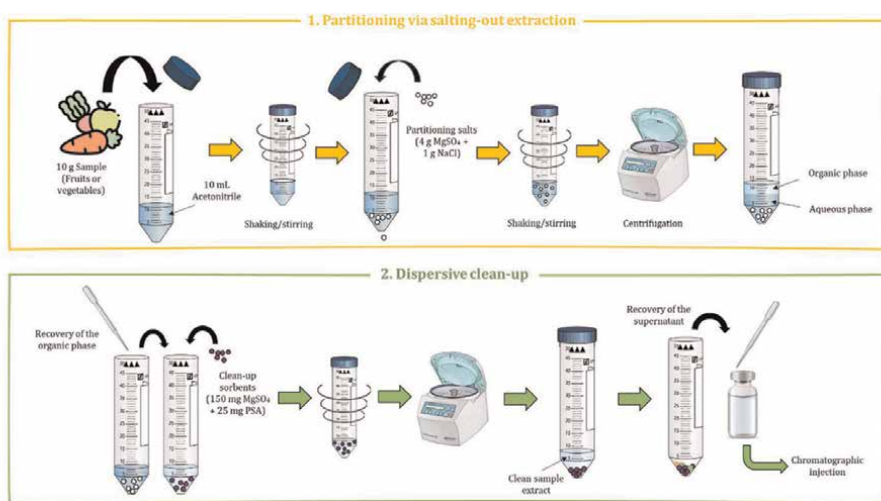 1. Partitioning via salting-out extraction
10 g Sample
(Fruits or
vegetables)
10 mL
Acetonitrile
Shaking/stirring
Partitioning salts
(4 g MgSO₄ +
1 g NaCl)
Shaking/stirring
Centrifugation
Organic phase
Aqueous phase
2. Dispersive clean-up
Recovery of the
organic phase
Clean-up
sorbents
(150 mg MgSO₄
+ 25 mg PSA)
Clean sample
extract
Recovery of the
supernatant
Chromatographic
injection